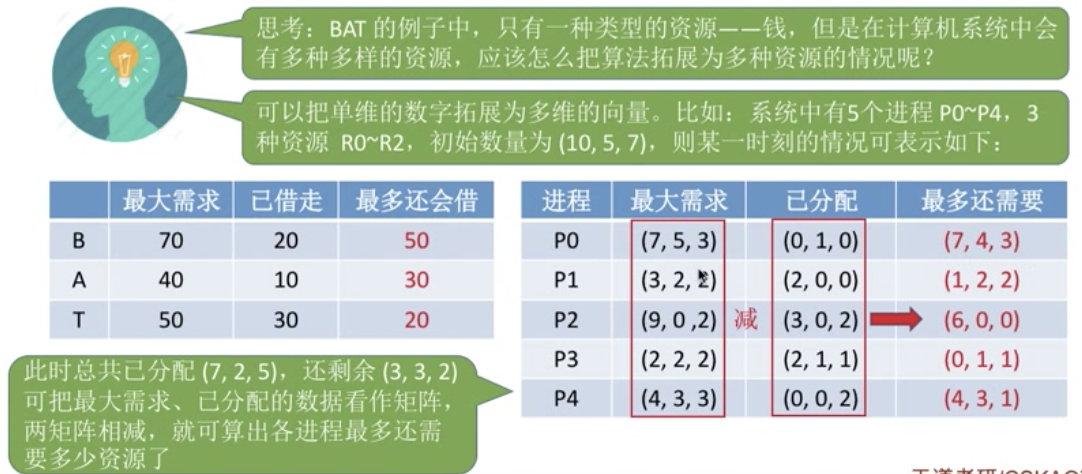 思考：BAT 的例子中，只有一种类型的资源——钱，但是在计算机系统中会
有多种多样的资源，应该怎么把算法拓展为多种资源的情况呢？
可以把单维的数字拓展为多维的向量。比如：系统中有5个进程 P0~P4，3
种资源 R0~R2，初始数量为 (10, 5, 7)，则某一时刻的情况可表示如下：
最大需求 已借走 最多还会借
B 70 20 50
A 40 10 30
T 50 30 20
进程 最大需求 已分配 最多还需要
P0 (7, 5, 3) (0, 1, 0) (7, 4, 3)
P1 (3, 2, 2) (2, 0, 0) (1, 2, 2)
P2 (9, 0 ,2) 减 (3, 0, 2) (6, 0, 0)
P3 (2, 2, 2) (2, 1, 1) (0, 1, 1)
P4 (4, 3, 3) (0, 0, 2) (4, 3, 1)
此时总共已分配 (7, 2, 5)，还剩余 (3, 3, 2)
可把最大需求、已分配的数据看作矩阵，
两矩阵相减，就可算出各进程最多还需
要多少资源了